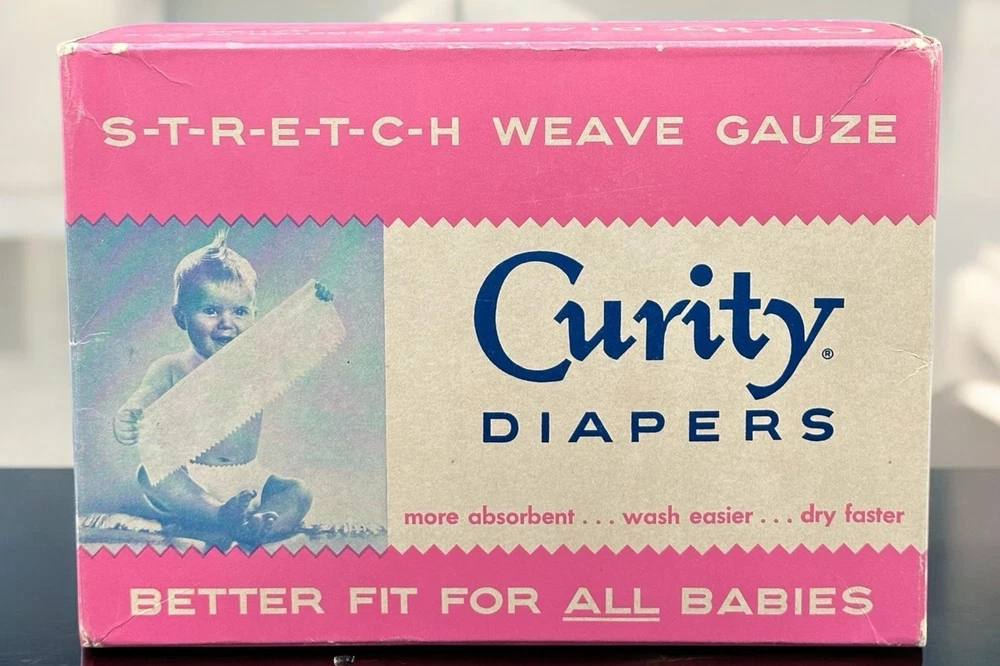 S-T-R-E-T-C-H WEAVE GAUZE
Curity®
DIAPERS
more absorbent . . . wash easier . . . dry faster
BETTER FIT FOR ALL BABIES